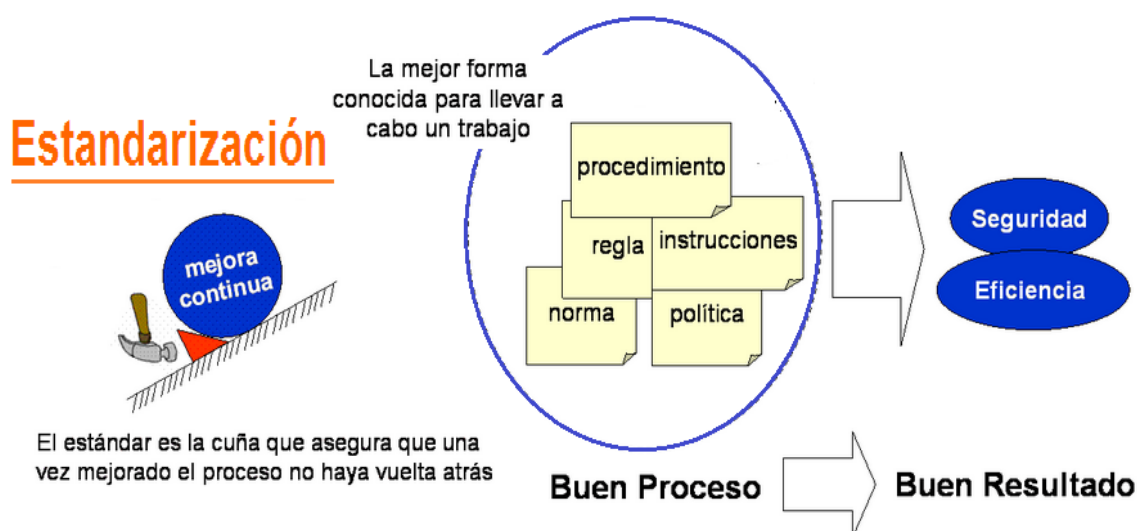 Estandarización
mejora
continua
El estándar es la cuña que asegura que una
vez mejorado el proceso no haya vuelta atrás
La mejor forma
conocida para llevar a
cabo un trabajo
procedimiento
regla
instrucciones
norma
política
Seguridad
Eficiencia
Buen Proceso
Buen Resultado